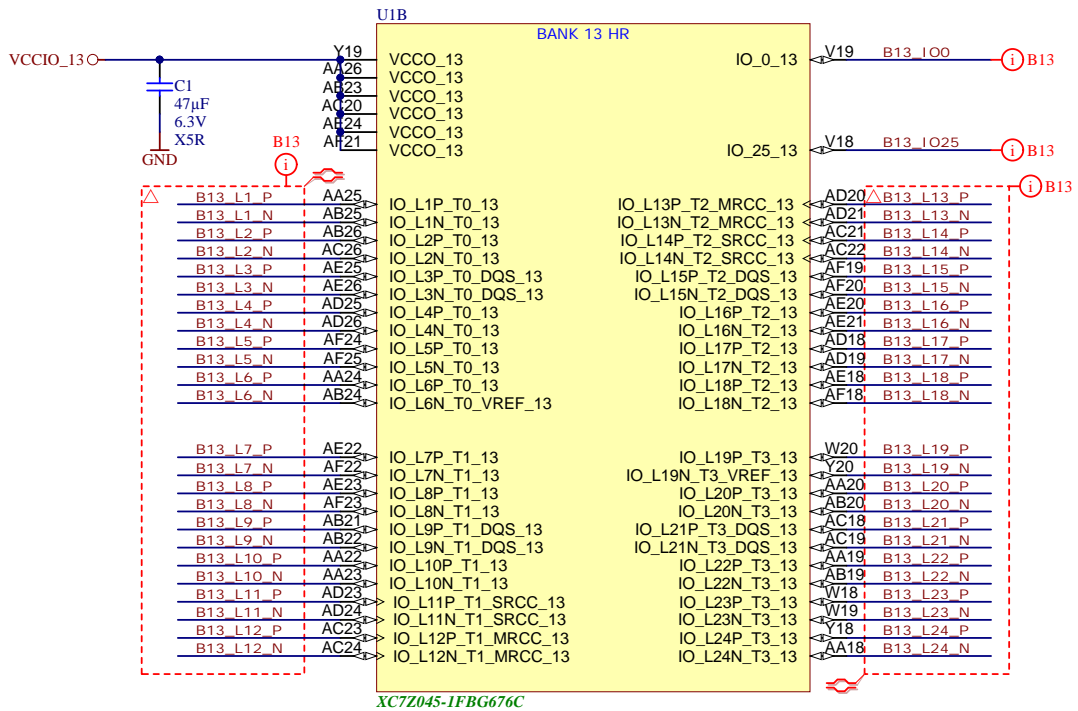 U1B
BANK 13 HR
VCCIO_13
Y19 VCCO_13
AA26 VCCO_13
AB23 VCCO_13
AC20 VCCO_13
AE24 VCCO_13
AF21 VCCO_13
C1
47µF
6.3V
X5R
GND
B13
i
IO_0_13 V19 B13_IO0 i B13
IO_25_13 V18 B13_IO25 i B13
i B13
B13_L1_P AA25 IO_L1P_T0_13
B13_L1_N AB25 IO_L1N_T0_13
B13_L2_P AB26 IO_L2P_T0_13
B13_L2_N AC26 IO_L2N_T0_13
B13_L3_P AE25 IO_L3P_T0_DQS_13
B13_L3_N AE26 IO_L3N_T0_DQS_13
B13_L4_P AD25 IO_L4P_T0_13
B13_L4_N AD26 IO_L4N_T0_13
B13_L5_P AF24 IO_L5P_T0_13
B13_L5_N AF25 IO_L5N_T0_13
B13_L6_P AA24 IO_L6P_T0_13
B13_L6_N AB24 IO_L6N_T0_VREF_13
B13_L7_P AE22 IO_L7P_T1_13
B13_L7_N AF22 IO_L7N_T1_13
B13_L8_P AE23 IO_L8P_T1_13
B13_L8_N AF23 IO_L8N_T1_13
B13_L9_P AB21 IO_L9P_T1_DQS_13
B13_L9_N AB22 IO_L9N_T1_DQS_13
B13_L10_P AA22 IO_L10P_T1_13
B13_L10_N AA23 IO_L10N_T1_13
B13_L11_P AD23 IO_L11P_T1_SRCC_13
B13_L11_N AD24 IO_L11N_T1_SRCC_13
B13_L12_P AC23 IO_L12P_T1_MRCC_13
B13_L12_N AC24 IO_L12N_T1_MRCC_13
IO_L13P_T2_MRCC_13 AD20 B13_L13_P
IO_L13N_T2_MRCC_13 AD21 B13_L13_N
IO_L14P_T2_SRCC_13 AC21 B13_L14_P
IO_L14N_T2_SRCC_13 AC22 B13_L14_N
IO_L15P_T2_DQS_13 AF19 B13_L15_P
IO_L15N_T2_DQS_13 AF20 B13_L15_N
IO_L16P_T2_13 AE20 B13_L16_P
IO_L16N_T2_13 AE21 B13_L16_N
IO_L17P_T2_13 AD18 B13_L17_P
IO_L17N_T2_13 AD19 B13_L17_N
IO_L18P_T2_13 AE18 B13_L18_P
IO_L18N_T2_13 AF18 B13_L18_N
IO_L19P_T3_13 W20 B13_L19_P
IO_L19N_T3_VREF_13 Y20 B13_L19_N
IO_L20P_T3_13 AA20 B13_L20_P
IO_L20N_T3_13 AB20 B13_L20_N
IO_L21P_T3_DQS_13 AC18 B13_L21_P
IO_L21N_T3_DQS_13 AC19 B13_L21_N
IO_L22P_T3_13 AA19 B13_L22_P
IO_L22N_T3_13 AB19 B13_L22_N
IO_L23P_T3_13 W18 B13_L23_P
IO_L23N_T3_13 W19 B13_L23_N
IO_L24P_T3_13 Y18 B13_L24_P
IO_L24N_T3_13 AA18 B13_L24_N
XC7Z045-1FBG676C